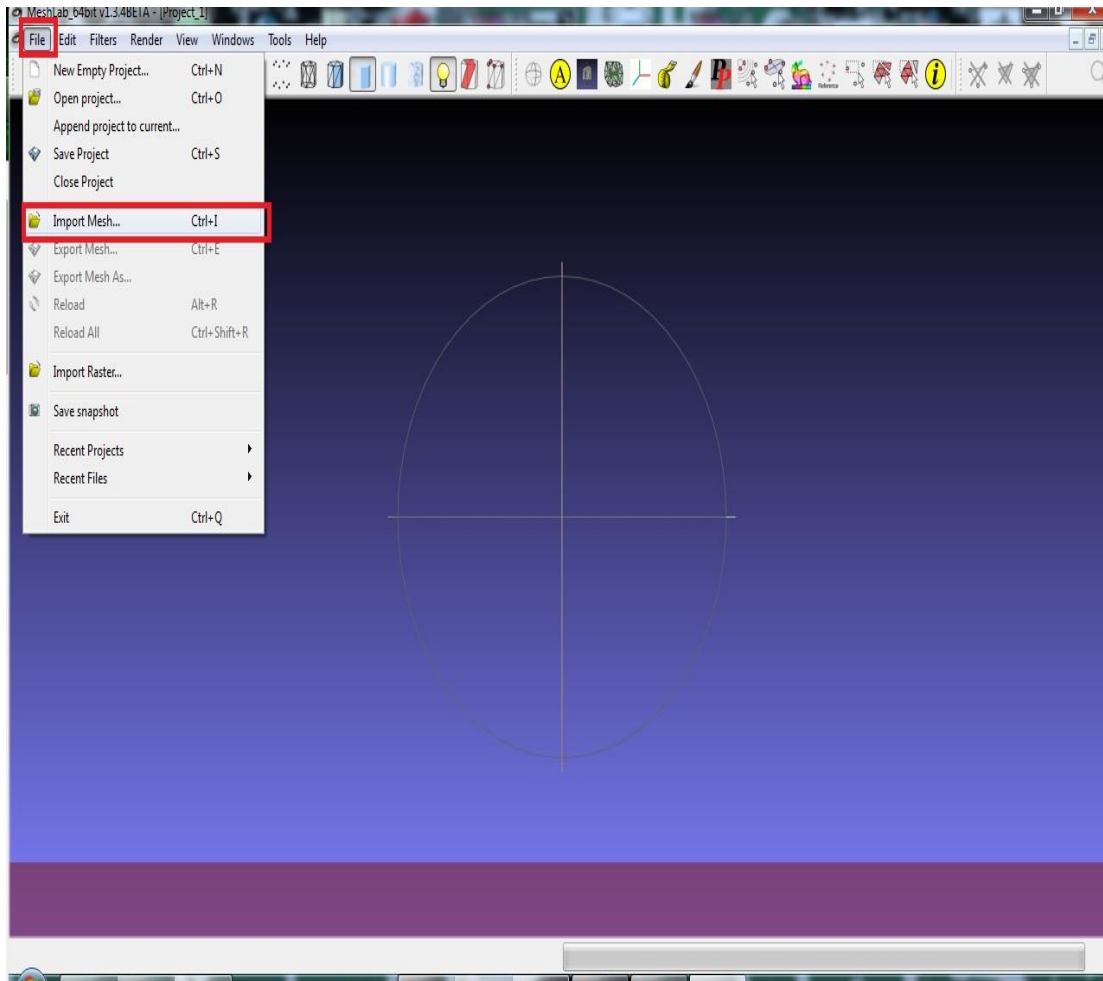 MeshLab_64bit v1.3.4BETA - [Project_1]
File Edit Filters Render View Windows Tools Help
New Empty Project... Ctrl+N
Open project... Ctrl+O
Append project to current...
Save Project Ctrl+S
Close Project
Import Mesh... Ctrl+I
Export Mesh... Ctrl+E
Export Mesh As...
Reload Alt+R
Reload All Ctrl+Shift+R
Import Raster...
Save snapshot
Recent Projects
Recent Files
Exit Ctrl+Q
A
Reference
i